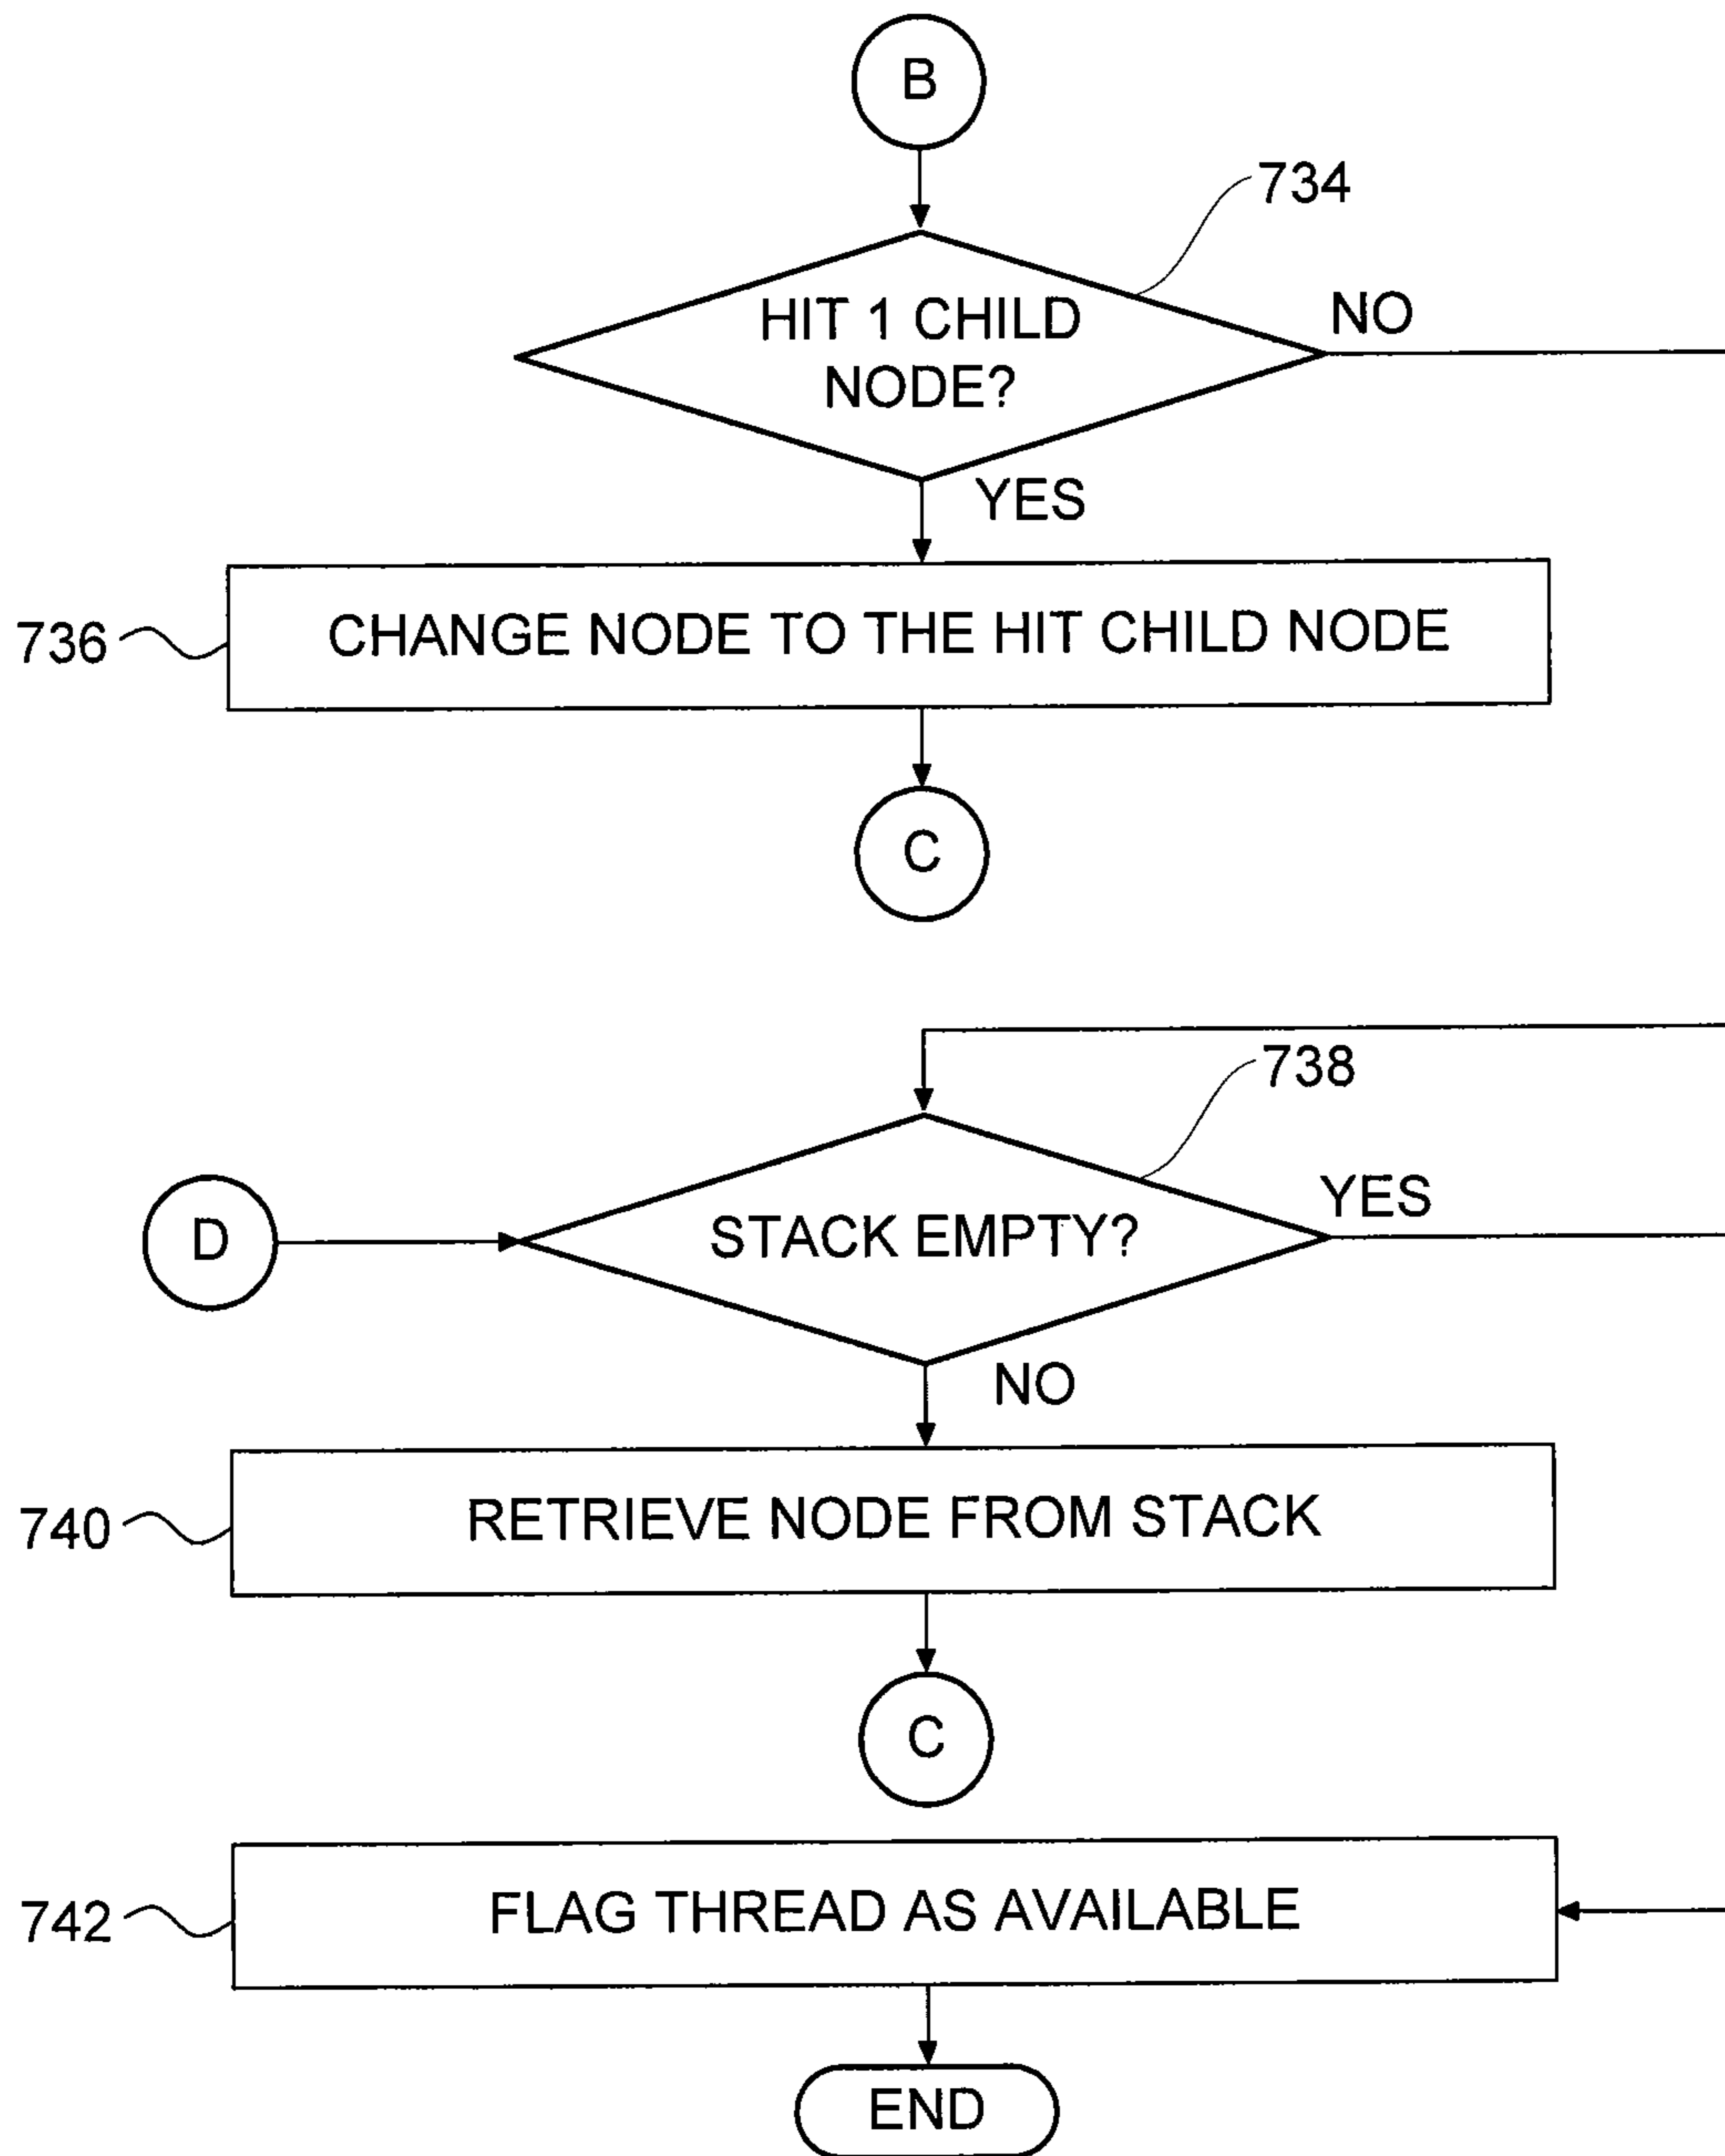 B
734
HIT 1 CHILD
NODE?
NO
YES
736
CHANGE NODE TO THE HIT CHILD NODE
C
738
D
STACK EMPTY?
YES
NO
740
RETRIEVE NODE FROM STACK
C
742
FLAG THREAD AS AVAILABLE
END